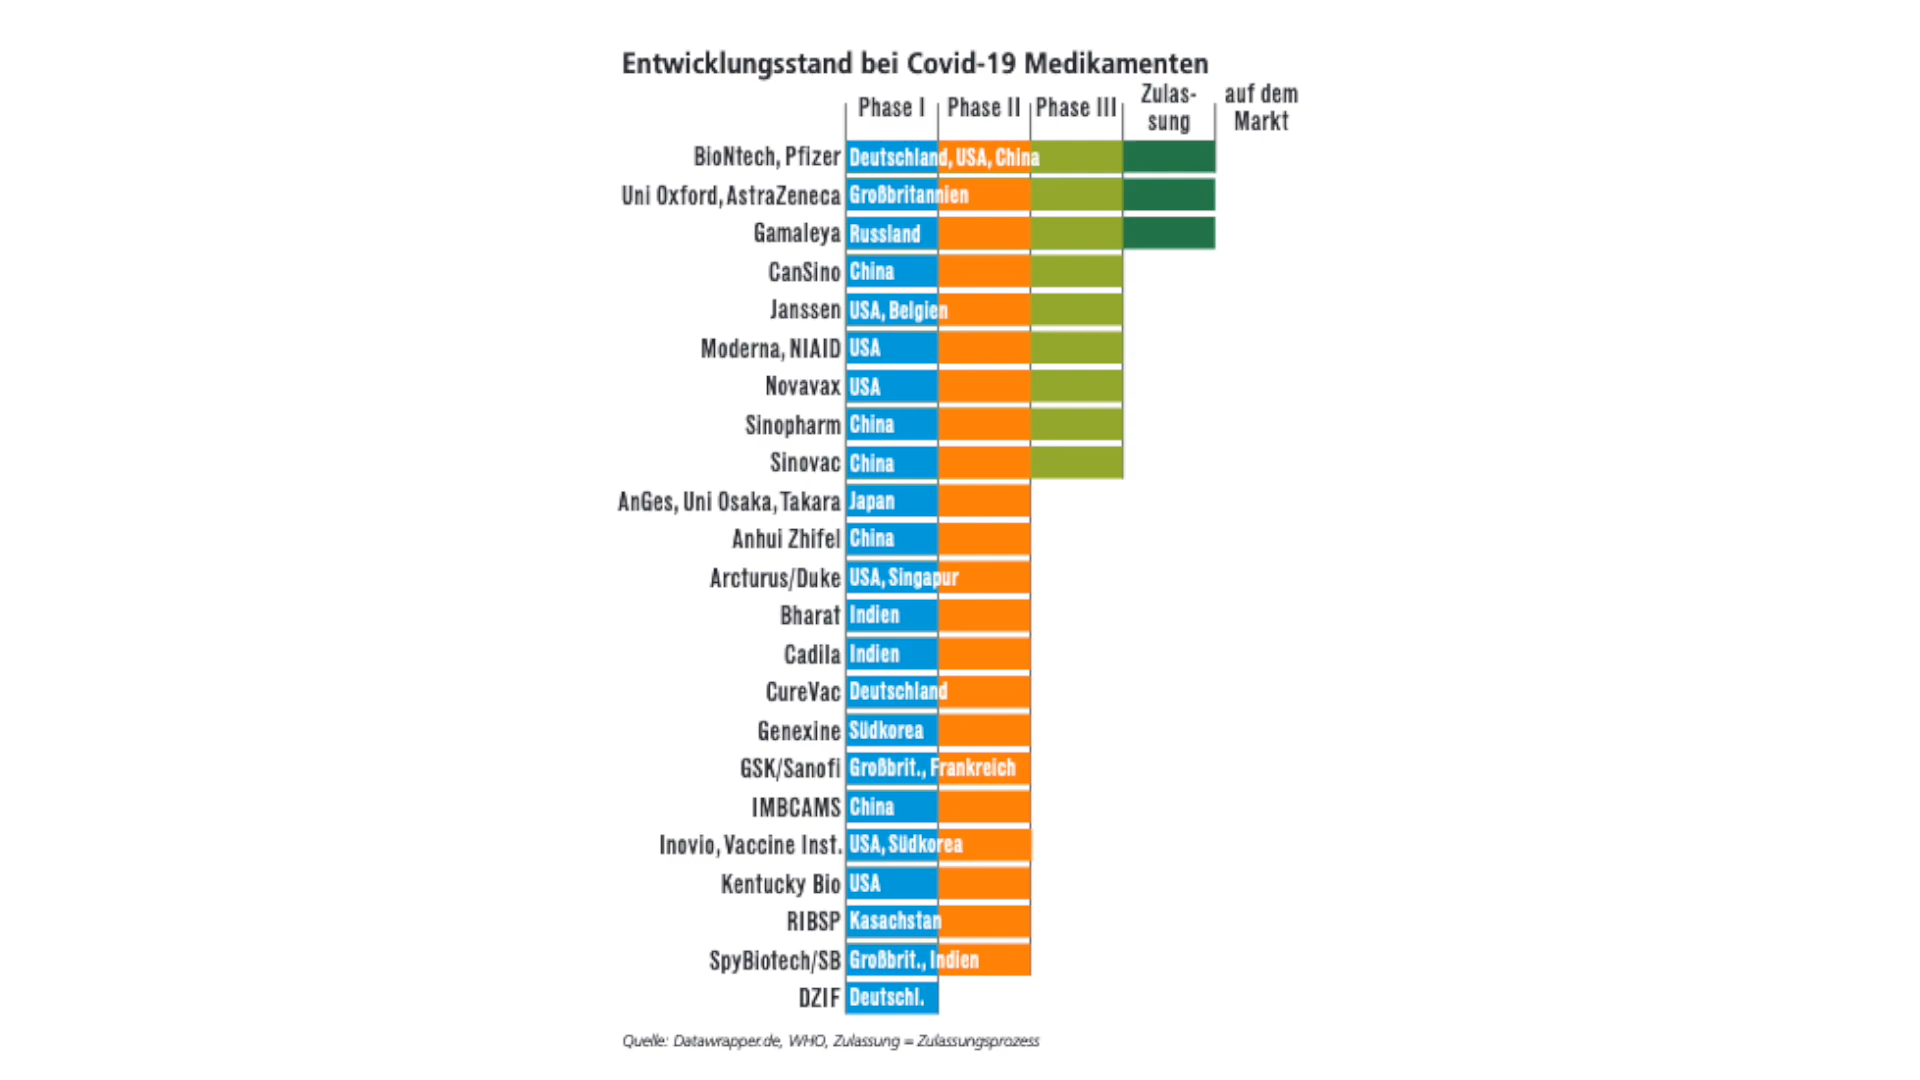 Entwicklungsstand bei Covid-19 Medikamenten
Phase I Phase II Phase III Zulas- auf dem
sung Markt
BioNtech, Pfizer Deutschland, USA, China
Uni Oxford, AstraZeneca Großbritannien
Gamaleya Russland
CanSino China
Janssen USA, Belgien
Moderna, NIAID USA
Novavax USA
Sinopharm China
Sinovac China
AnGes, Uni Osaka, Takara Japan
Anhui Zhifel China
Arcturus/Duke USA, Singapur
Bharat Indien
Cadila Indien
CureVac Deutschland
Genexine Südkorea
GSK/Sanofi Großbrit., Frankreich
IMBCAMS China
Inovio, Vaccine Inst. USA, Südkorea
Kentucky Bio USA
RIBSP Kasachstan
SpyBiotech/SB Großbrit., Indien
DZIF Deutschl.
Quelle: Datawrapper.de, WHO, Zulassung = Zulassungsprozess